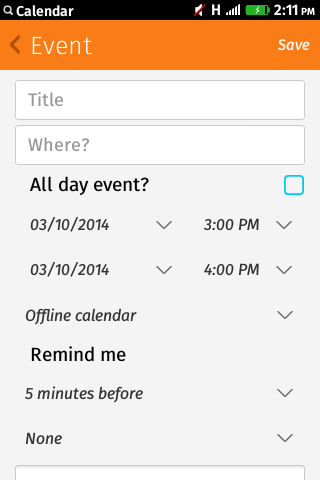 Calendar H 2:11 PM
Event Save
Title
Where?
All day event?
03/10/2014 3:00 PM
03/10/2014 4:00 PM
Offline calendar
Remind me
5 minutes before
None